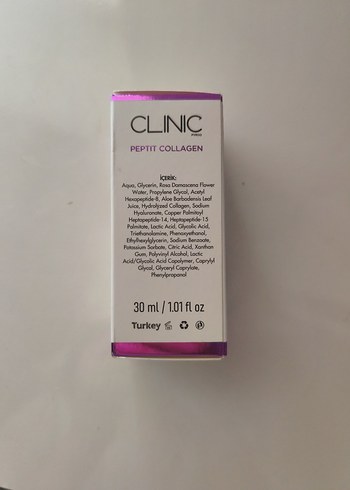 CLINIC
PEPTIT COLLAGEN
İÇERİK;
Aqua, Glycerin, Rosa Damascena Flower
Water, Propylene Glycol, Acetyl
Hexapeptide-8, Aloe Barbadensis Leaf
Juice, Hydrolyzed Collagen, Sodium
Hyaluronate, Copper Palmitoyl
Heptapeptide-14, Heptapeptide-15
Palmitate, Lactic Acid, Glycolic Acid,
Triethanolamine, Phenoxyethanol,
Ethylhexylglycerin, Sodium Benzoate,
Potassium Sorbate, Citric Acid, Xanthan
Gum, Polyvinyl Alcohol, Lactic
Acid/Glycolic Acid Copolymer, Caprylyl
Glycol, Glyceryl Caprylate,
Phenylpropanol
30 ml / 1.01 fl oz
Turkey